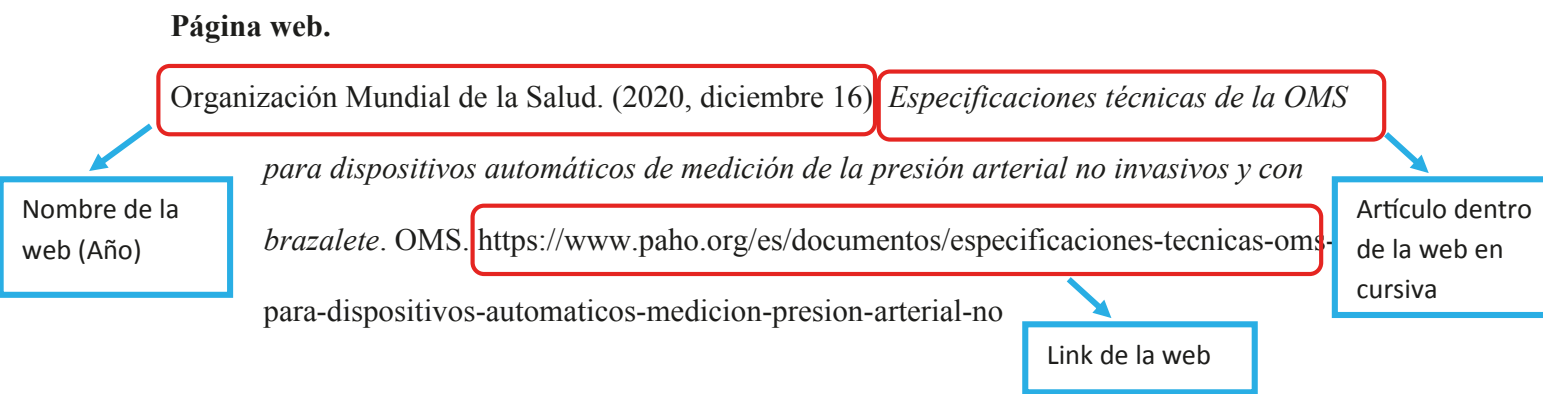 Página web.
Organización Mundial de la Salud. (2020, diciembre 16) Especificaciones técnicas de la OMS
para dispositivos automáticos de medición de la presión arterial no invasivos y con
brazalete. OMS. https://www.paho.org/es/documentos/especificaciones-tecnicas-oms-
para-dispositivos-automaticos-medicion-presion-arterial-no
Nombre de la
web (Año)
Artículo dentro
de la web en
cursiva
Link de la web